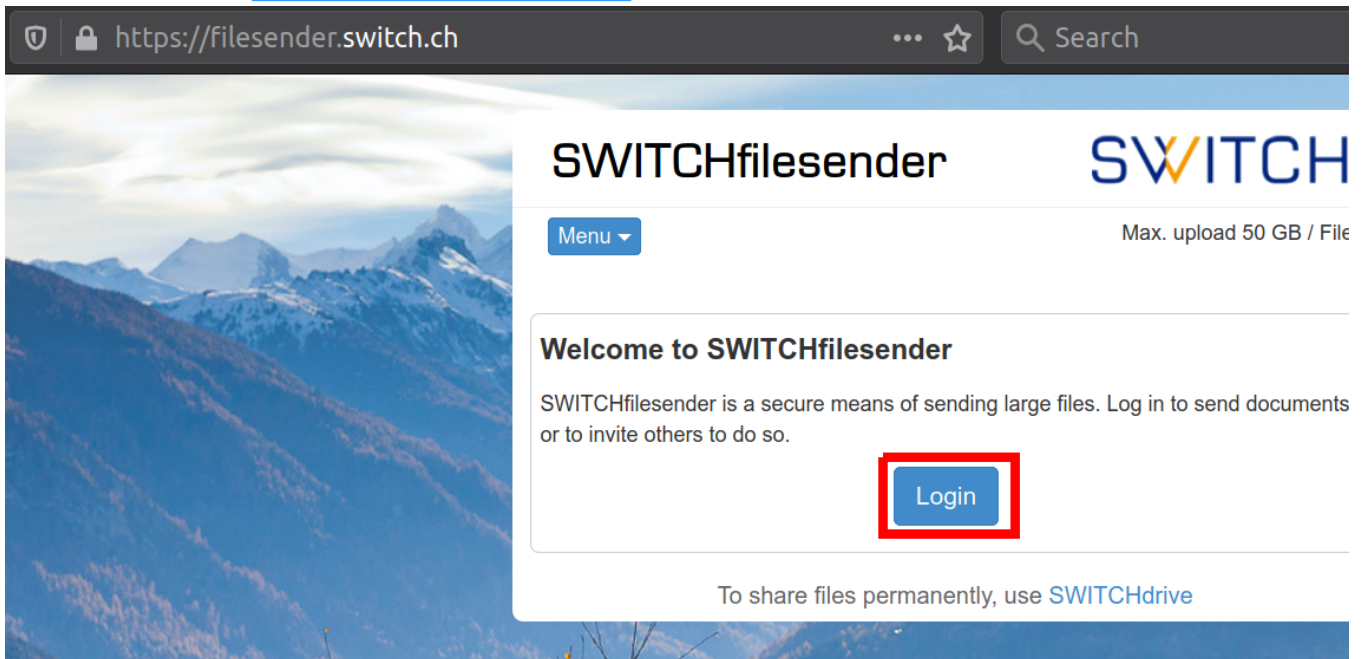 https://filesender.switch.ch
Search
SWITCHfilesender
SWITCH
Menu
Max. upload 50 GB / File
Welcome to SWITCHfilesender
SWITCHfilesender is a secure means of sending large files. Log in to send documents
or to invite others to do so.
Login
To share files permanently, use SWITCHdrive